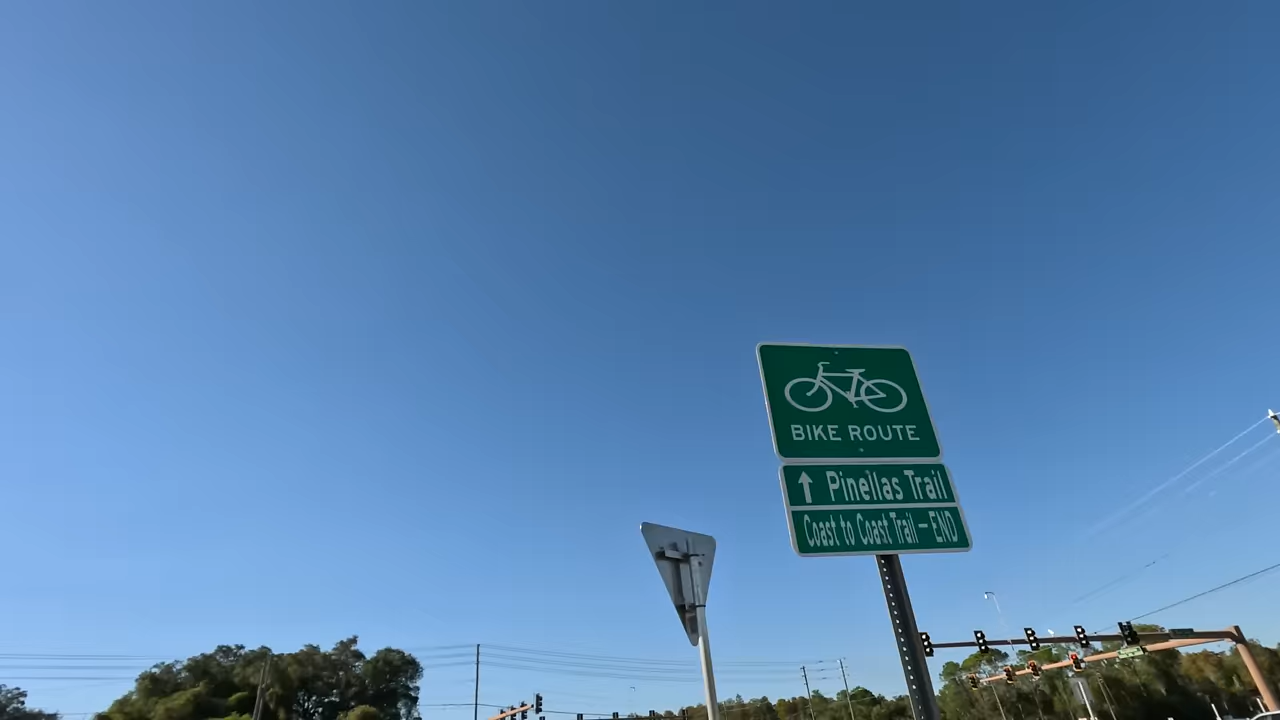 BIKE ROUTE
↑ Pinellas Trail
Coast to Coast Trail – END